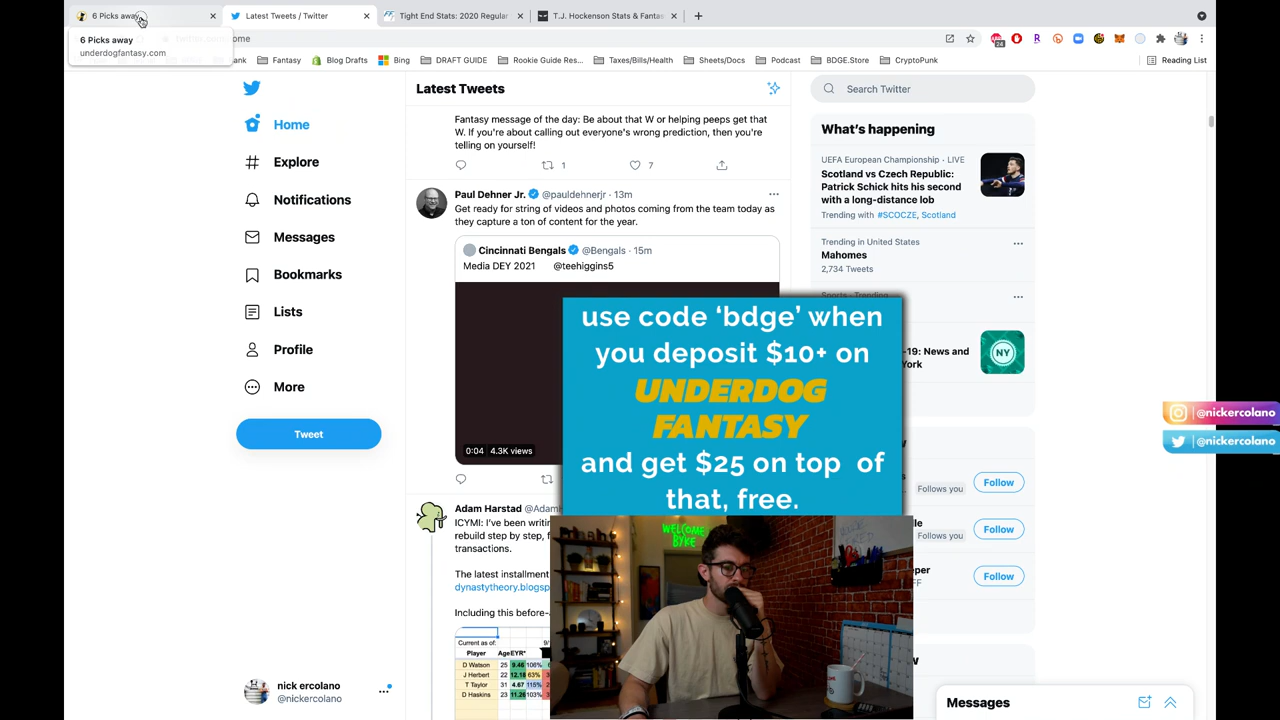 6 Picks away
Latest Tweets / Twitter
Tight End Stats: 2020 Regular
T.J. Hockenson Stats & Fantas
6 Picks away
underdogfantasy.com
ome
24
Fantasy
Blog Drafts
Bing
DRAFT GUIDE
Rookie Guide Res...
Taxes/Bills/Health
Sheets/Docs
Podcast
BDGE.Store
CryptoPunk
Reading List
Home
Explore
Notifications
Messages
Bookmarks
Lists
Profile
More
Tweet
nick ercolano
@nickercolano
Latest Tweets
Fantasy message of the day: Be about that W or helping peeps get that
W. If you're about calling out everyone's wrong prediction, then you're
telling on yourself!
1
7
Paul Dehner Jr. @pauldehnerjr · 13m
Get ready for string of videos and photos coming from the team today as
they capture a ton of content for the year.
Cincinnati Bengals @Bengals · 15m
Media DEY 2021 @teehiggins5
0:04 4.3K views
Adam Harstad
ICYMI: I've been writi
rebuild step by step, f
transactions.
The latest installment
dynastytheory.blogsp
Including this before-
Current as of:
Player Age EYR*
D Watson 25 9.46 106%
J Herbert 22 12.18 63%
T Taylor 31 4.67 115%
D Haskins 23 11.26 103%
use code ‘bdge’ when
you deposit $10+ on
UNDERDOG
FANTASY
and get $25 on top of
that, free.
WELCOME
BYKE
Search Twitter
What's happening
UEFA European Championship · LIVE
Scotland vs Czech Republic:
Patrick Schick hits his second
with a long-distance lob
Trending with #SCOCZE, Scotland
Trending in United States
Mahomes
2,734 Tweets
Sports · Trending
-19: News and
York
NY
Follows you
Follow
Follows you
Follow
eper
Follow
Messages
@nickercolano
@nickercolano